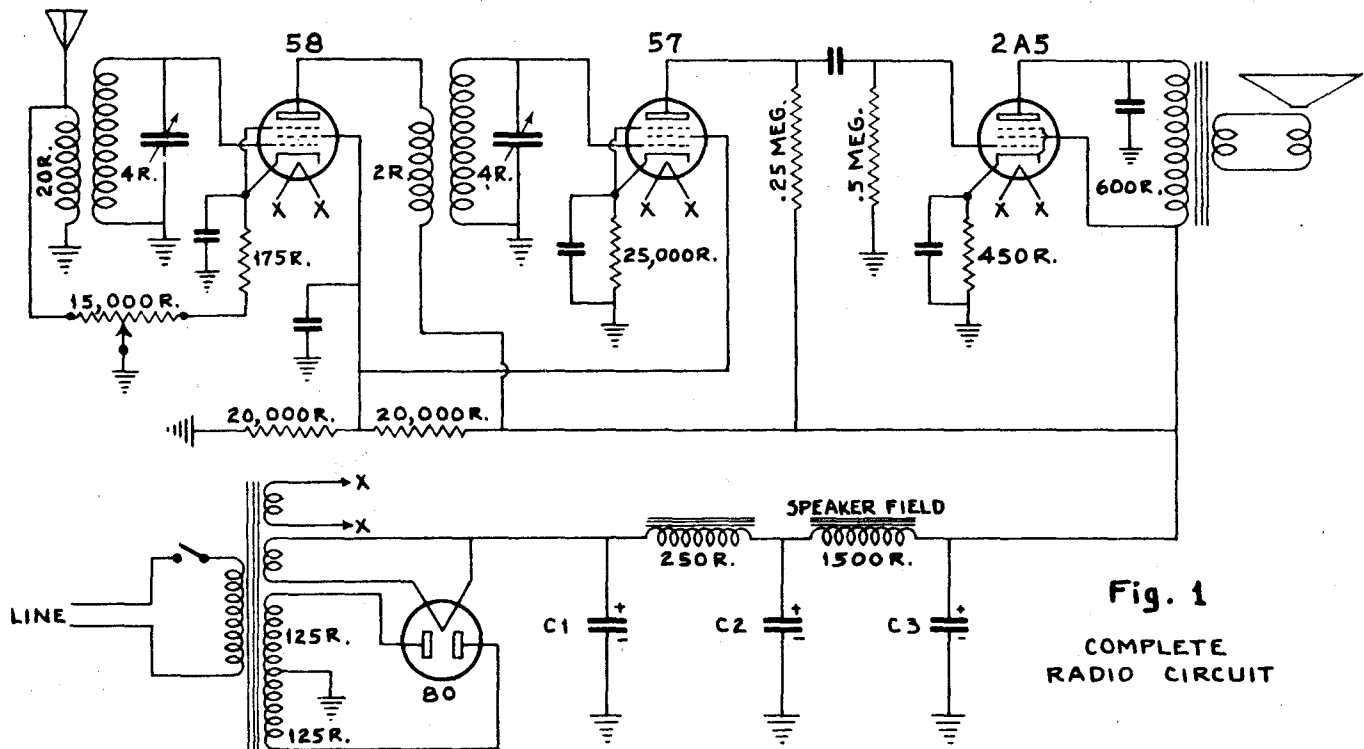 58
57
2A5
20R.
4R.
2R.
4R.
.25 MEG.
.5 MEG.
600R.
X X
X X
X X
175R.
25,000R.
450R.
15,000R.
20,000R.
20,000R.
X
X
SPEAKER FIELD
250R.
1500R.
LINE
125R.
125R.
80
C1
+
-
C2
+
-
C3
+
-
Fig. 1
COMPLETE
RADIO CIRCUIT